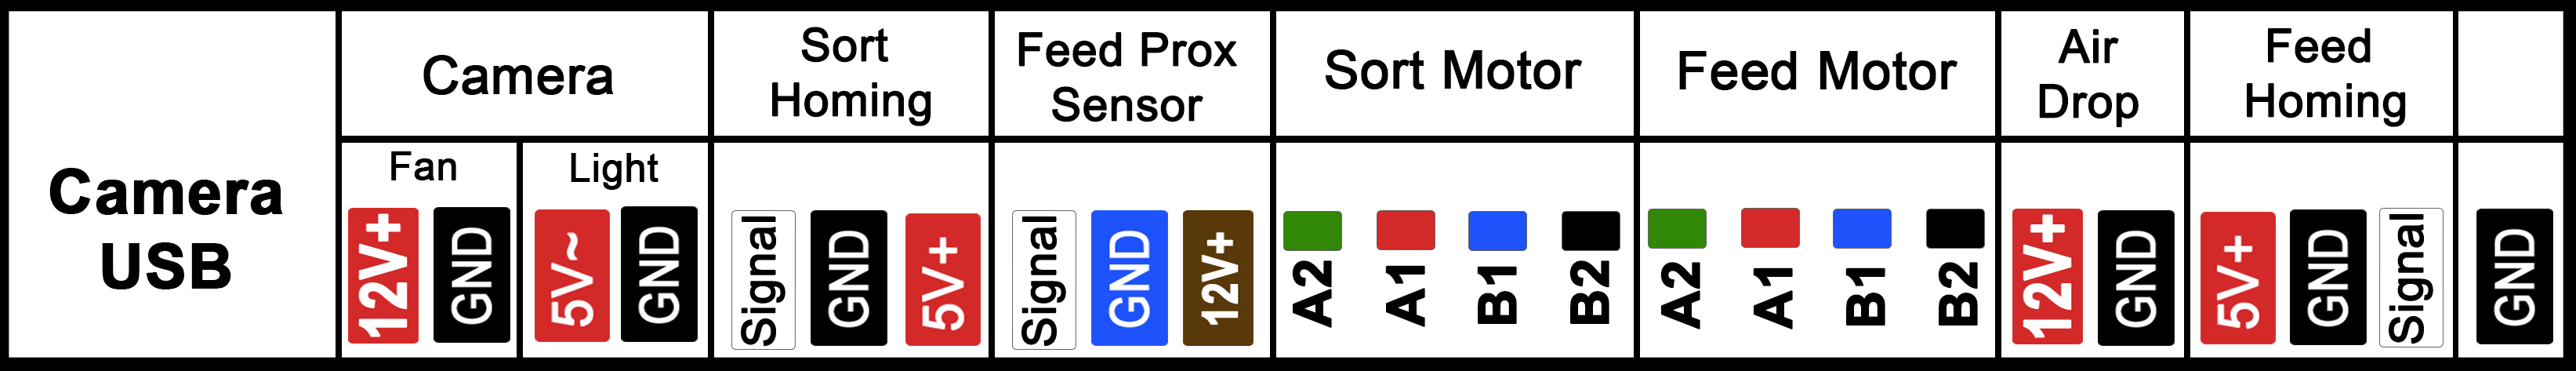 Camera
USB
Camera
Fan
12V+
GND
Light
5V~
GND
Sort
Homing
Signal
GND
5V+
Feed Prox
Sensor
Signal
GND
12V+
Sort Motor
A2
A1
B1
B2
Feed Motor
A2
A1
B1
B2
Air
Drop
12V+
GND
Feed
Homing
5V+
GND
Signal
GND